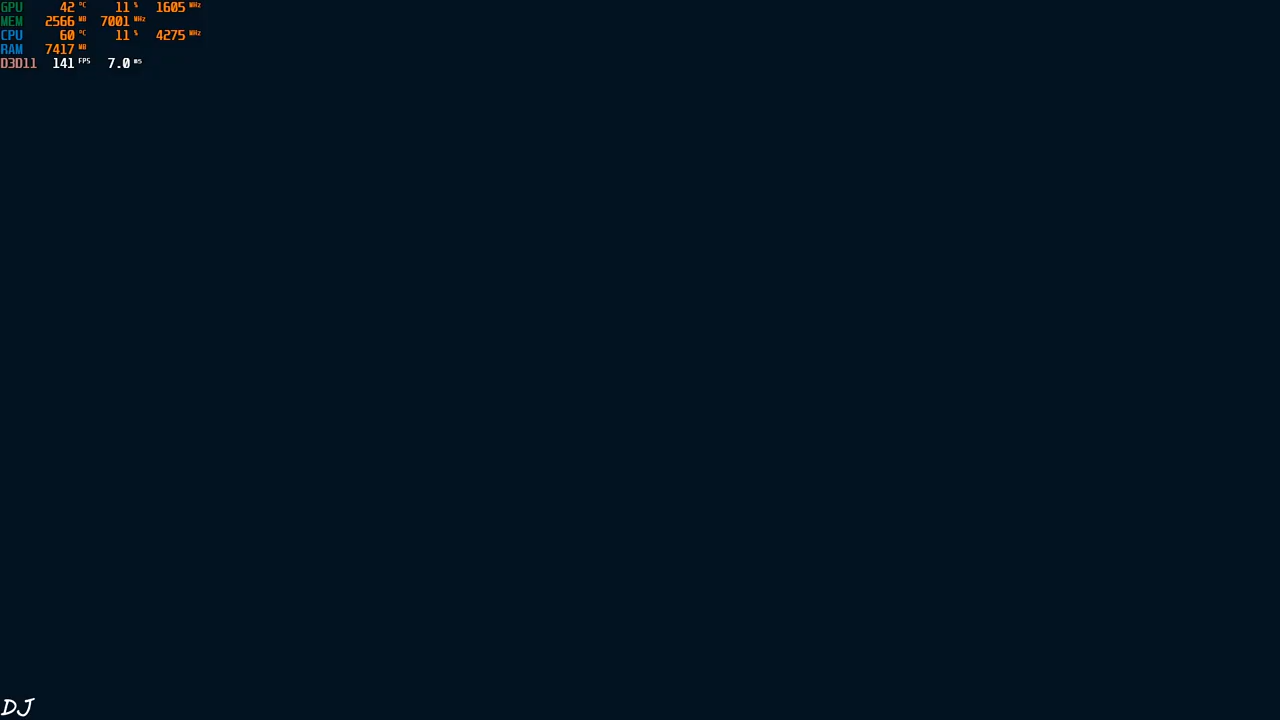 GPU 42 °C 11 % 1605 MHz
MEM 2566 MB 7001 MHz
CPU 60 °C 11 % 4275 MHz
RAM 7417 MB
D3D11 141 FPS 7.0 ms
DJ